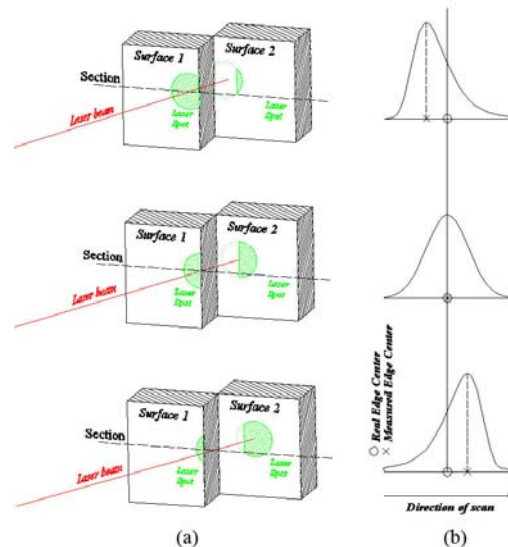 Surface 1
Surface 2
Section
Laser beam
Laser
Spot
Laser
Spot
Surface 1
Surface 2
Section
Laser beam
Laser
Spot
Laser
Spot
Surface 1
Surface 2
Section
Laser beam
Laser
Spot
Laser
Spot
Real Edge Center
Measured Edge Center
Direction of scan
(a)
(b)